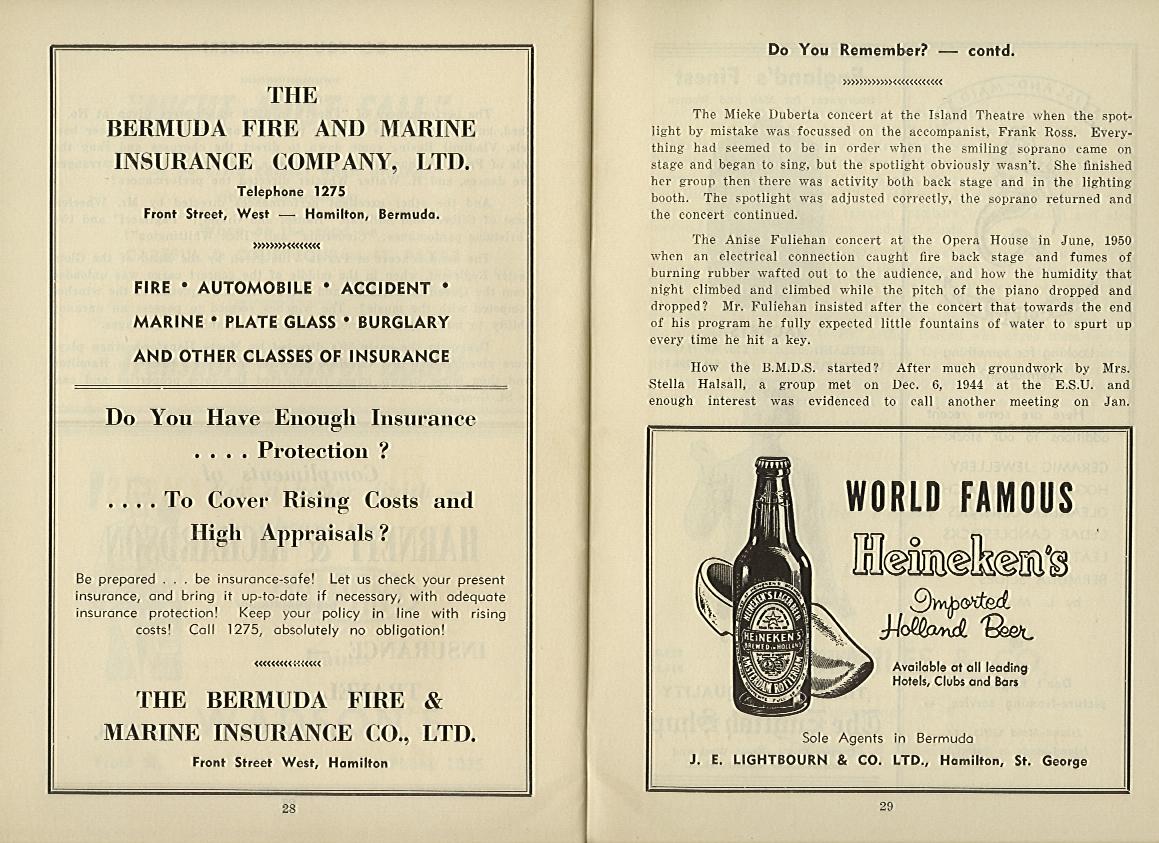 THE
BERMUDA FIRE AND MARINE
INSURANCE COMPANY, LTD.
Telephone 1275
Front Street, West — Hamilton, Bermuda.
FIRE • AUTOMOBILE • ACCIDENT •
MARINE • PLATE GLASS • BURGLARY
AND OTHER CLASSES OF INSURANCE
Do You Have Enough Insurance
. . . . Protection ?
. . . . To Cover Rising Costs and
High Appraisals ?
Be prepared . . . be insurance-safe! Let us check your present
insurance, and bring it up-to-date if necessary, with adequate
insurance protection! Keep your policy in line with rising
costs! Call 1275, absolutely no obligation!
THE BERMUDA FIRE &
MARINE INSURANCE CO., LTD.
Front Street West, Hamilton
28
Do You Remember? — contd.
The Mieke Duberta concert at the Island Theatre when the spot-
light by mistake was focussed on the accompanist, Frank Ross. Every-
thing had seemed to be in order when the smiling soprano came on
stage and began to sing, but the spotlight obviously wasn't. She finished
her group then there was activity both back stage and in the lighting
booth. The spotlight was adjusted correctly, the soprano returned and
the concert continued.
The Anise Fuliehan concert at the Opera House in June, 1950
when an electrical connection caught fire back stage and fumes of
burning rubber wafted out to the audience, and how the humidity that
night climbed and climbed while the pitch of the piano dropped and
dropped? Mr. Fuliehan insisted after the concert that towards the end
of his program he fully expected little fountains of water to spurt up
every time he hit a key.
How the B.M.D.S. started? After much groundwork by Mrs.
Stella Halsall, a group met on Dec. 6, 1944 at the E.S.U. and
enough interest was evidenced to call another meeting on Jan.
WORLD FAMOUS
Heineken's
Imported
Holland Beer
Available at all leading
Hotels, Clubs and Bars
HEINEKEN'S LAGER BEER
HEINEKEN'S
BREWED IN HOLLAND
AMSTERDAM ROTTERDAM
Sole Agents in Bermuda
J. E. LIGHTBOURN & CO. LTD., Hamilton, St. George
29